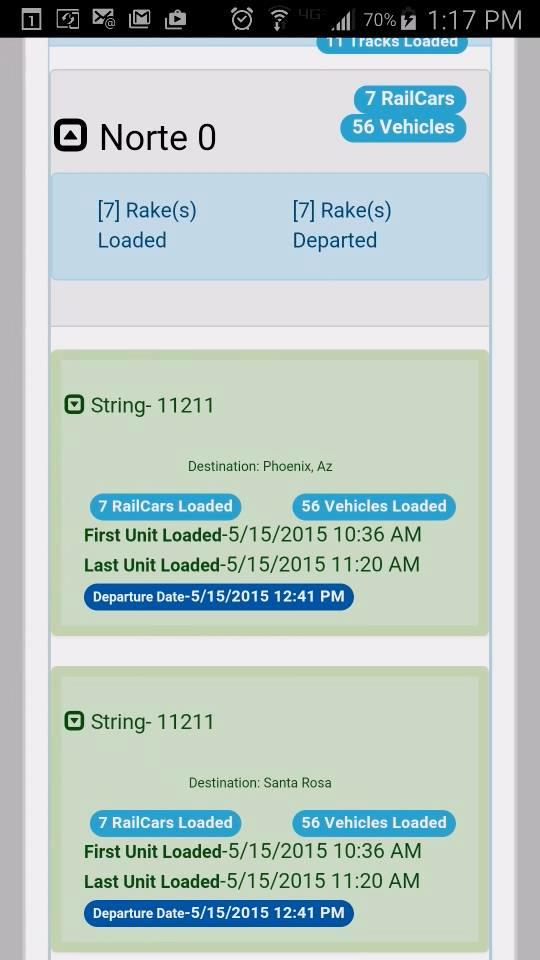 1 4G 70% 1:17 PM
11 Tracks Loaded
7 RailCars
Norte 0
56 Vehicles
[7] Rake(s) Loaded
[7] Rake(s) Departed
String- 11211
Destination: Phoenix, Az
7 RailCars Loaded
56 Vehicles Loaded
First Unit Loaded-5/15/2015 10:36 AM
Last Unit Loaded-5/15/2015 11:20 AM
Departure Date-5/15/2015 12:41 PM
String- 11211
Destination: Santa Rosa
7 RailCars Loaded
56 Vehicles Loaded
First Unit Loaded-5/15/2015 10:36 AM
Last Unit Loaded-5/15/2015 11:20 AM
Departure Date-5/15/2015 12:41 PM